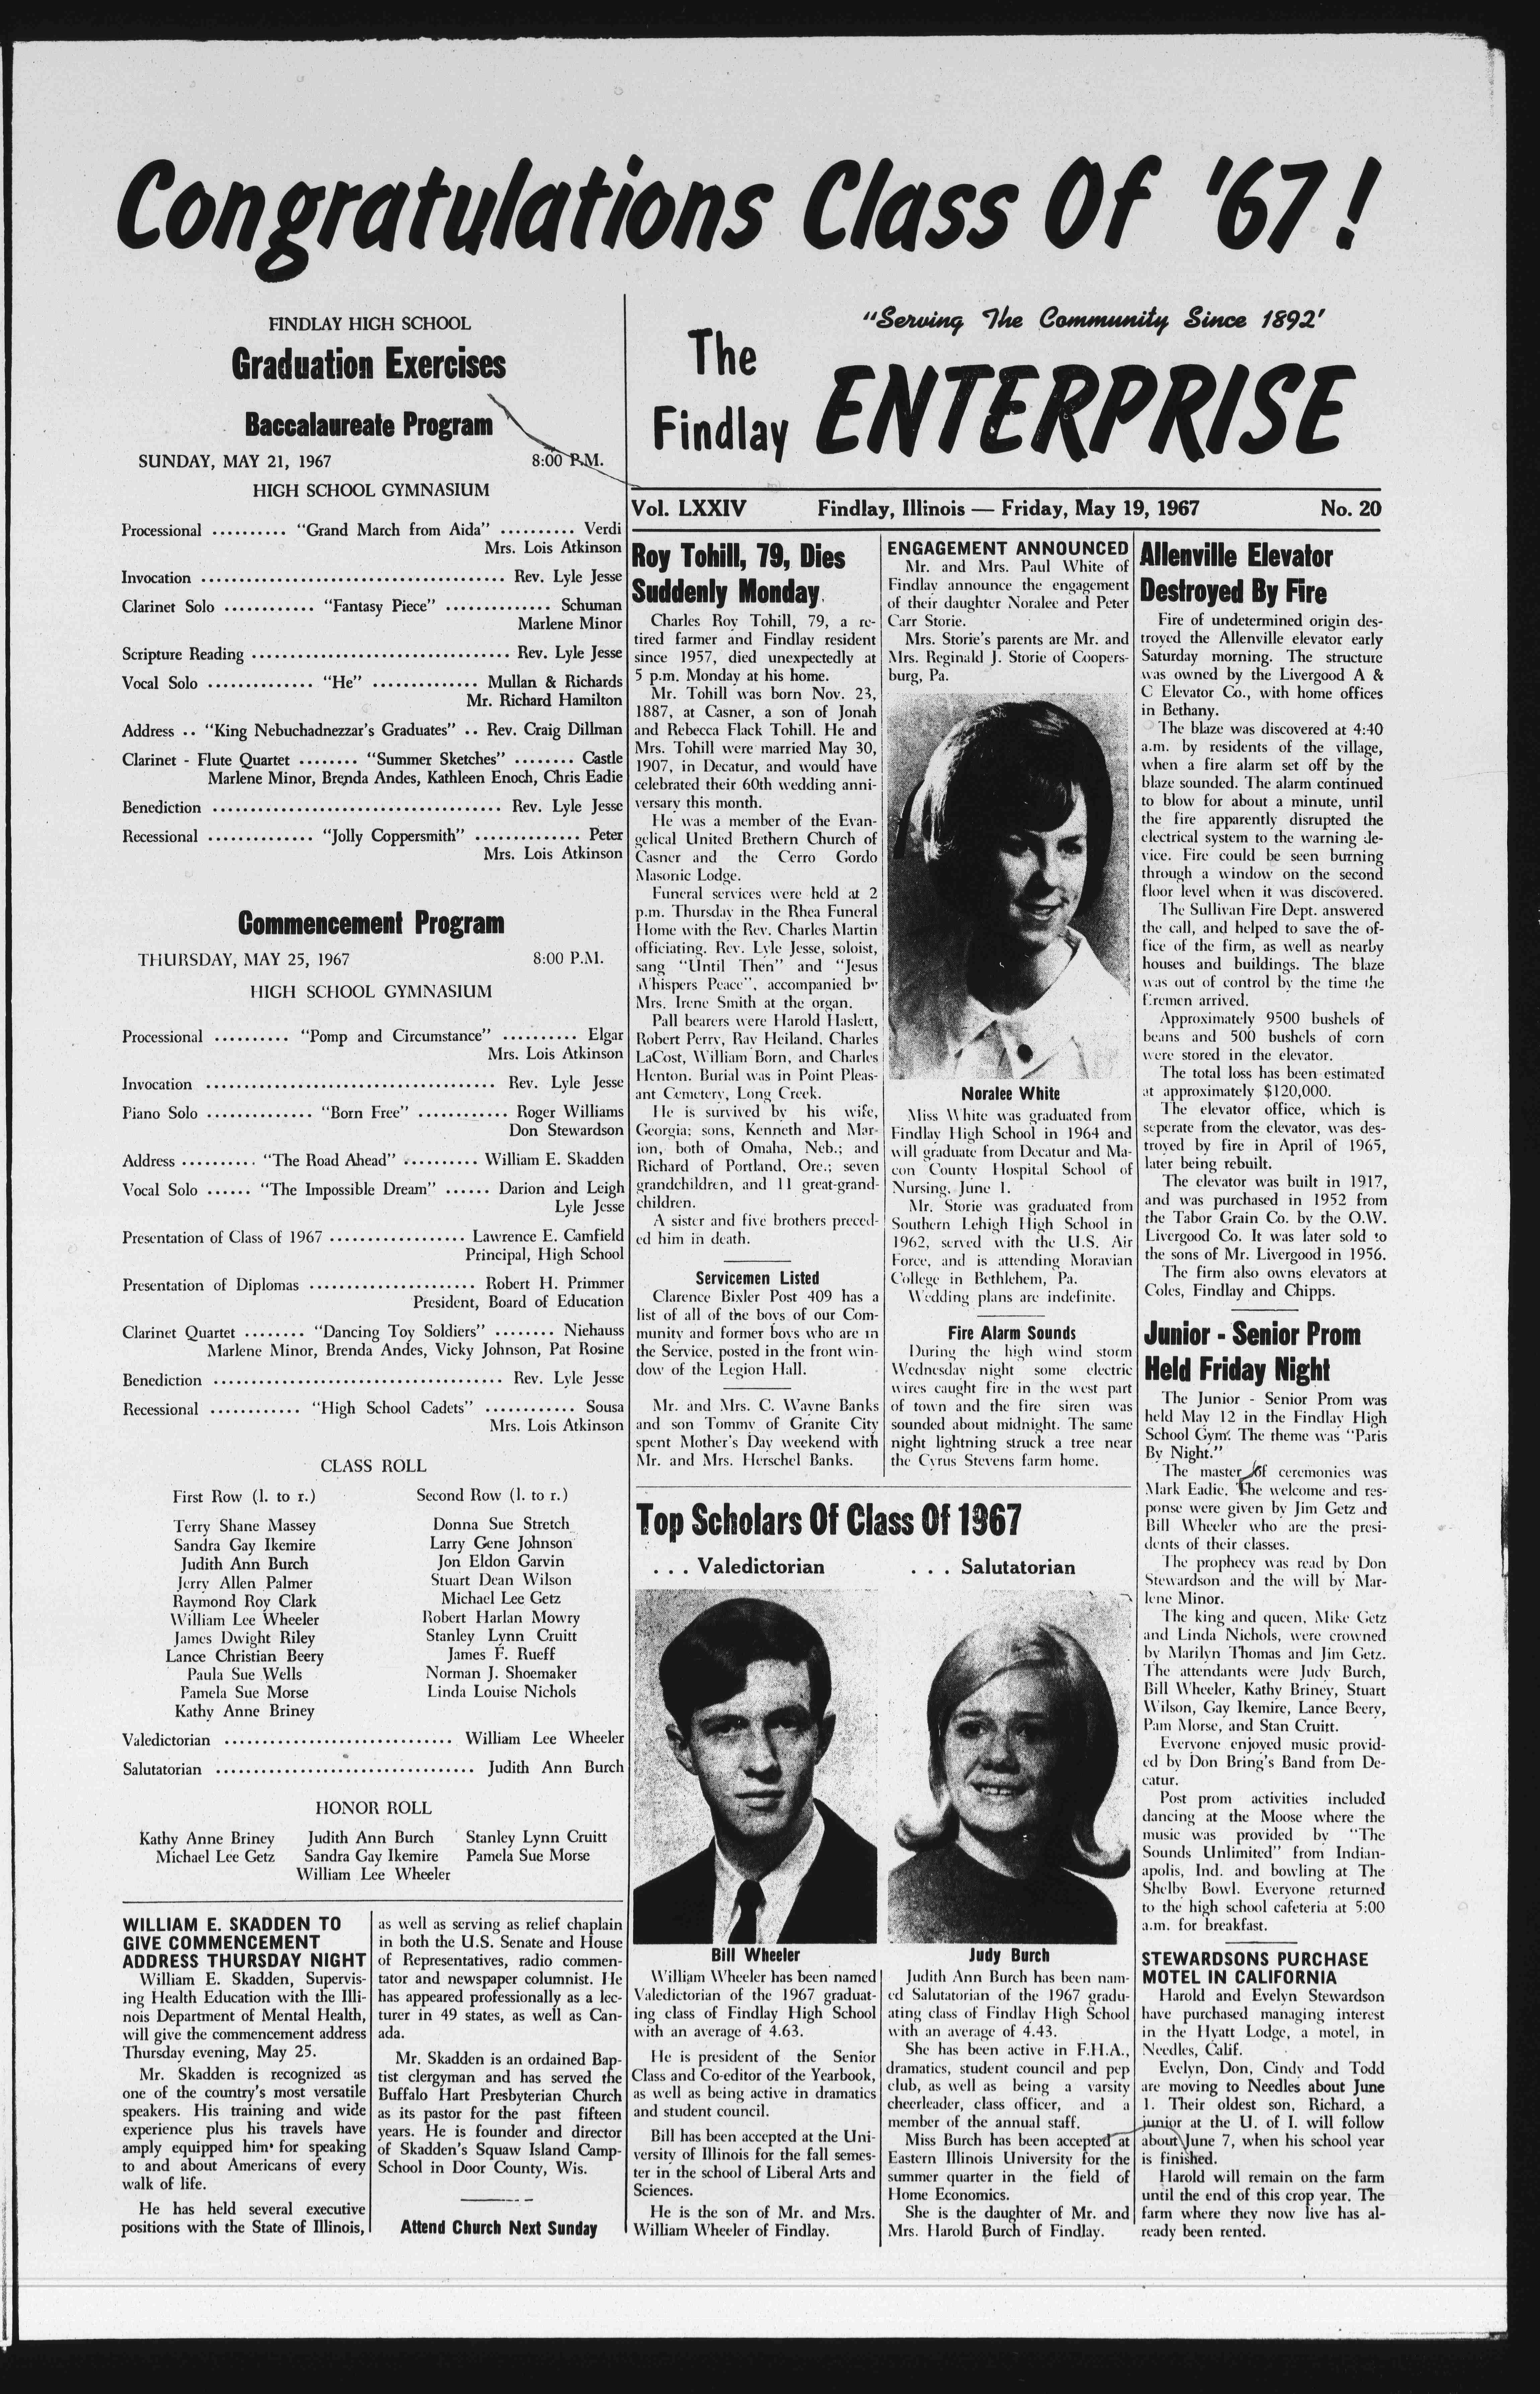 Congratulations Class Of '67!
FINDLAY HIGH SCHOOL
Graduation Exercises
Baccalaureate Program
SUNDAY, MAY 21, 1967 8:00 P.M.
HIGH SCHOOL GYMNASIUM
Processional .......... "Grand March from Aida" .......... Verdi
Mrs. Lois Atkinson
Invocation ........................................ Rev. Lyle Jesse
Clarinet Solo ............ "Fantasy Piece" .............. Schuman
Marlene Minor
Scripture Reading .................................. Rev. Lyle Jesse
Vocal Solo .............. "He" .............. Mullan & Richards
Mr. Richard Hamilton
Address .. "King Nebuchadnezzar's Graduates" .. Rev. Craig Dillman
Clarinet - Flute Quartet ........ "Summer Sketches" ........ Castle
Marlene Minor, Brenda Andes, Kathleen Enoch, Chris Eadie
Benediction ...................................... Rev. Lyle Jesse
Recessional .............. "Jolly Coppersmith" .............. Peter
Mrs. Lois Atkinson
Commencement Program
THURSDAY, MAY 25, 1967 8:00 P.M.
HIGH SCHOOL GYMNASIUM
Processional .......... "Pomp and Circumstance" .......... Elgar
Mrs. Lois Atkinson
Invocation ...................................... Rev. Lyle Jesse
Piano Solo .............. "Born Free" ............ Roger Williams
Don Stewardson
Address .......... "The Road Ahead" .......... William E. Skadden
Vocal Solo ...... "The Impossible Dream" ...... Darion and Leigh
Lyle Jesse
Presentation of Class of 1967 .................. Lawrence E. Camfield
Principal, High School
Presentation of Diplomas ...................... Robert H. Primmer
President, Board of Education
Clarinet Quartet ........ "Dancing Toy Soldiers" ........ Niehauss
Marlene Minor, Brenda Andes, Vicky Johnson, Pat Rosine
Benediction ...................................... Rev. Lyle Jesse
Recessional ............ "High School Cadets" ............ Sousa
Mrs. Lois Atkinson
CLASS ROLL
First Row (l. to r.)
Terry Shane Massey
Sandra Gay Ikemire
Judith Ann Burch
Jerry Allen Palmer
Raymond Roy Clark
William Lee Wheeler
James Dwight Riley
Lance Christian Beery
Paula Sue Wells
Pamela Sue Morse
Kathy Anne Briney
Second Row (l. to r.)
Donna Sue Stretch
Larry Gene Johnson
Jon Eldon Garvin
Stuart Dean Wilson
Michael Lee Getz
Robert Harlan Mowry
Stanley Lynn Cruitt
James F. Rueff
Norman J. Shoemaker
Linda Louise Nichols
Valedictorian .............................. William Lee Wheeler
Salutatorian .................................. Judith Ann Burch
HONOR ROLL
Kathy Anne Briney Judith Ann Burch Stanley Lynn Cruitt
Michael Lee Getz Sandra Gay Ikemire Pamela Sue Morse
William Lee Wheeler
WILLIAM E. SKADDEN TO
GIVE COMMENCEMENT
ADDRESS THURSDAY NIGHT
William E. Skadden, Supervis-
ing Health Education with the Illi-
nois Department of Mental Health,
will give the commencement address
Thursday evening, May 25.
Mr. Skadden is recognized as
one of the country's most versatile
speakers. His training and wide
experience plus his travels have
amply equipped him for speaking
to and about Americans of every
walk of life.
He has held several executive
positions with the State of Illinois,
as well as serving as relief chaplain
in both the U.S. Senate and House
of Representatives, radio commen-
tator and newspaper columnist. He
has appeared professionally as a lec-
turer in 49 states, as well as Can-
ada.
Mr. Skadden is an ordained Bap-
tist clergyman and has served the
Buffalo Hart Presbyterian Church
as its pastor for the past fifteen
years. He is founder and director
of Skadden's Squaw Island Camp-
School in Door County, Wis.
Attend Church Next Sunday
"Serving The Community Since 1892'
The
Findlay
ENTERPRISE
Vol. LXXIV Findlay, Illinois — Friday, May 19, 1967 No. 20
Roy Tohill, 79, Dies
Suddenly Monday
Charles Roy Tohill, 79, a re-
tired farmer and Findlay resident
since 1957, died unexpectedly at
5 p.m. Monday at his home.
Mr. Tohill was born Nov. 23,
1887, at Casner, a son of Jonah
and Rebecca Flack Tohill. He and
Mrs. Tohill were married May 30,
1907, in Decatur, and would have
celebrated their 60th wedding anni-
versary this month.
He was a member of the Evan-
gelical United Brethern Church of
Casner and the Cerro Gordo
Masonic Lodge.
Funeral services were held at 2
p.m. Thursday in the Rhea Funeral
Home with the Rev. Charles Martin
officiating. Rev. Lyle Jesse, soloist,
sang "Until Then" and "Jesus
Whispers Peace", accompanied by
Mrs. Irene Smith at the organ.
Pall bearers were Harold Haslett,
Robert Perry, Ray Heiland, Charles
LaCost, William Born, and Charles
Henton. Burial was in Point Pleas-
ant Cemetery, Long Creek.
He is survived by his wife,
Georgia; sons, Kenneth and Mar-
ion, both of Omaha, Neb.; and
Richard of Portland, Ore.; seven
grandchildren, and 11 great-grand-
children.
A sister and five brothers preced-
ed him in death.
Servicemen Listed
Clarence Bixler Post 409 has a
list of all of the boys of our Com-
munity and former boys who are in
the Service, posted in the front win-
dow of the Legion Hall.
Mr. and Mrs. C. Wayne Banks
and son Tommy of Granite City
spent Mother's Day weekend with
Mr. and Mrs. Herschel Banks.
ENGAGEMENT ANNOUNCED
Mr. and Mrs. Paul White of
Findlay announce the engagement
of their daughter Noralee and Peter
Carr Storie.
Mrs. Storie's parents are Mr. and
Mrs. Reginald J. Storie of Coopers-
burg, Pa.
Noralee White
Miss White was graduated from
Findlay High School in 1964 and
will graduate from Decatur and Ma-
con County Hospital School of
Nursing, June 1.
Mr. Storie was graduated from
Southern Lehigh High School in
1962, served with the U.S. Air
Force, and is attending Moravian
College in Bethlehem, Pa.
Wedding plans are indefinite.
Fire Alarm Sounds
During the high wind storm
Wednesday night some electric
wires caught fire in the west part
of town and the fire siren was
sounded about midnight. The same
night lightning struck a tree near
the Cyrus Stevens farm home.
Top Scholars Of Class Of 1967
. . . Valedictorian
. . . Salutatorian
Bill Wheeler
William Wheeler has been named
Valedictorian of the 1967 graduat-
ing class of Findlay High School
with an average of 4.63.
He is president of the Senior
Class and Co-editor of the Yearbook,
as well as being active in dramatics
and student council.
Bill has been accepted at the Uni-
versity of Illinois for the fall semes-
ter in the school of Liberal Arts and
Sciences.
He is the son of Mr. and Mrs.
William Wheeler of Findlay.
Judy Burch
Judith Ann Burch has been nam-
ed Salutatorian of the 1967 gradu-
ating class of Findlay High School
with an average of 4.43.
She has been active in F.H.A.,
dramatics, student council and pep
club, as well as being a varsity
cheerleader, class officer, and a
member of the annual staff.
Miss Burch has been accepted at
Eastern Illinois University for the
summer quarter in the field of
Home Economics.
She is the daughter of Mr. and
Mrs. Harold Burch of Findlay.
Allenville Elevator
Destroyed By Fire
Fire of undetermined origin des-
troyed the Allenville elevator early
Saturday morning. The structure
was owned by the Livergood A &
C Elevator Co., with home offices
in Bethany.
The blaze was discovered at 4:40
a.m. by residents of the village,
when a fire alarm set off by the
blaze sounded. The alarm continued
to blow for about a minute, until
the fire apparently disrupted the
electrical system to the warning de-
vice. Fire could be seen burning
through a window on the second
floor level when it was discovered.
The Sullivan Fire Dept. answered
the call, and helped to save the of-
fice of the firm, as well as nearby
houses and buildings. The blaze
was out of control by the time the
firemen arrived.
Approximately 9500 bushels of
beans and 500 bushels of corn
were stored in the elevator.
The total loss has been estimated
at approximately $120,000.
The elevator office, which is
seperate from the elevator, was des-
troyed by fire in April of 1965,
later being rebuilt.
The elevator was built in 1917,
and was purchased in 1952 from
the Tabor Grain Co. by the O.W.
Livergood Co. It was later sold to
the sons of Mr. Livergood in 1956.
The firm also owns elevators at
Coles, Findlay and Chipps.
Junior - Senior Prom
Held Friday Night
The Junior - Senior Prom was
held May 12 in the Findlay High
School Gym. The theme was "Paris
By Night."
The master of ceremonies was
Mark Eadie. The welcome and res-
ponse were given by Jim Getz and
Bill Wheeler who are the presi-
dents of their classes.
The prophecy was read by Don
Stewardson and the will by Mar-
lene Minor.
The king and queen, Mike Getz
and Linda Nichols, were crowned
by Marilyn Thomas and Jim Getz.
The attendants were Judy Burch,
Bill Wheeler, Kathy Briney, Stuart
Wilson, Gay Ikemire, Lance Beery,
Pam Morse, and Stan Cruitt.
Everyone enjoyed music provid-
ed by Don Bring's Band from De-
catur.
Post prom activities included
dancing at the Moose where the
music was provided by "The
Sounds Unlimited" from Indian-
apolis, Ind. and bowling at The
Shelby Bowl. Everyone returned
to the high school cafeteria at 5:00
a.m. for breakfast.
STEWARDSONS PURCHASE
MOTEL IN CALIFORNIA
Harold and Evelyn Stewardson
have purchased managing interest
in the Hyatt Lodge, a motel, in
Needles, Calif.
Evelyn, Don, Cindy and Todd
are moving to Needles about June
1. Their oldest son, Richard, a
junior at the U. of I. will follow
about June 7, when his school year
is finished.
Harold will remain on the farm
until the end of this crop year. The
farm where they now live has al-
ready been rented.